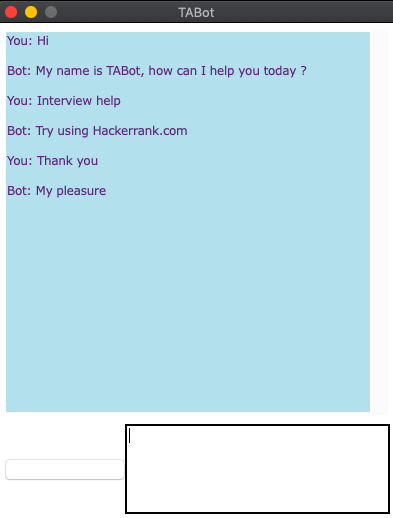 TABot
You: Hi
Bot: My name is TABot, how can I help you today ?
You: Interview help
Bot: Try using Hackerrank.com
You: Thank you
Bot: My pleasure